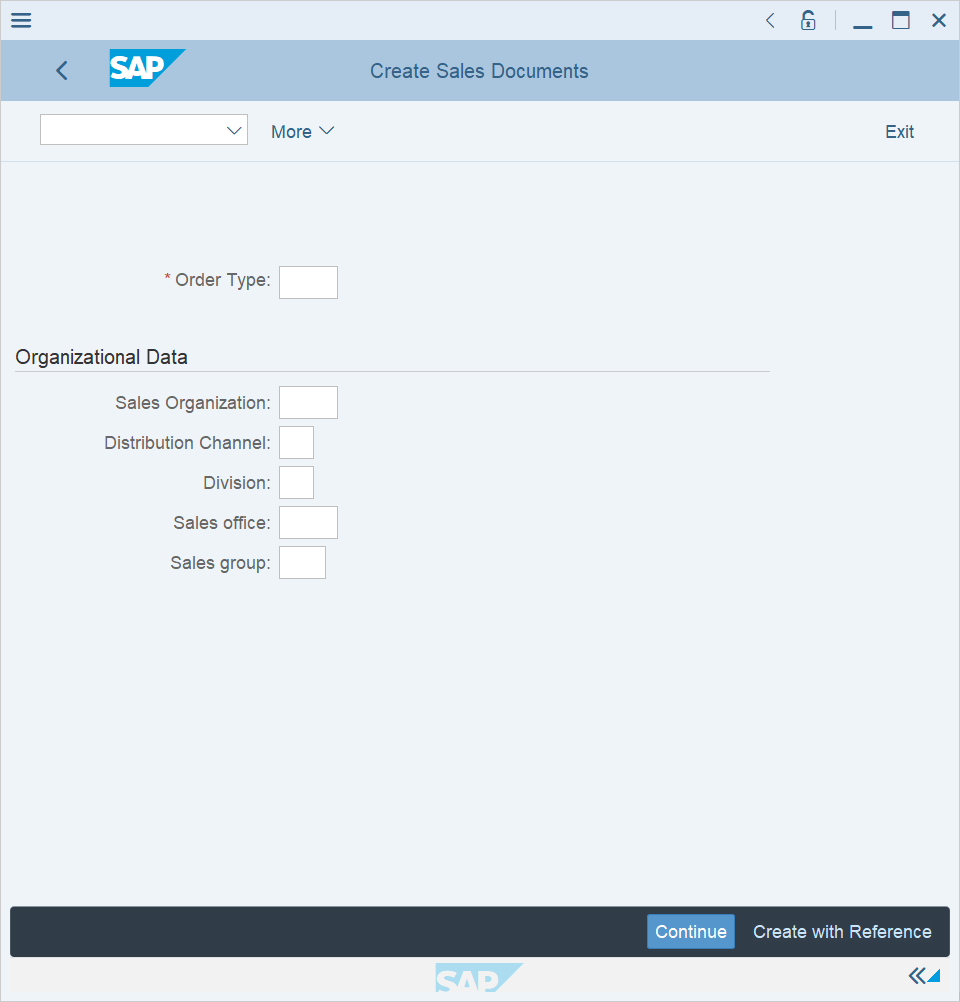 SAP
Create Sales Documents
More
Exit
* Order Type:
Organizational Data
Sales Organization:
Distribution Channel:
Division:
Sales office:
Sales group:
Continue
Create with Reference
SAP